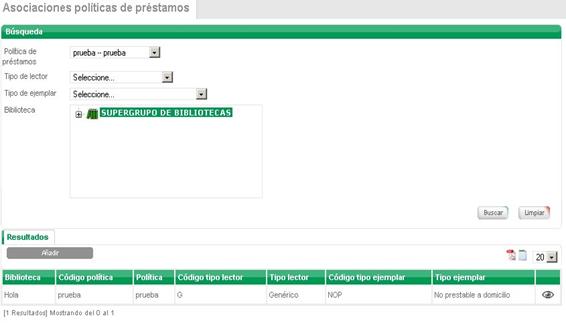 Asociaciones políticas de préstamos
Búsqueda
Política de préstamos prueba -- prueba
Tipo de lector Seleccione...
Tipo de ejemplar Seleccione...
Biblioteca SUPERGRUPO DE BIBLIOTECAS
Buscar Limpiar
Resultados
Añadir 20
Biblioteca Código política Política Código tipo lector Tipo lector Código tipo ejemplar Tipo ejemplar
Hola prueba prueba G Genérico NOP No prestable a domicilio
[1 Resultados] Mostrando del 0 al 1